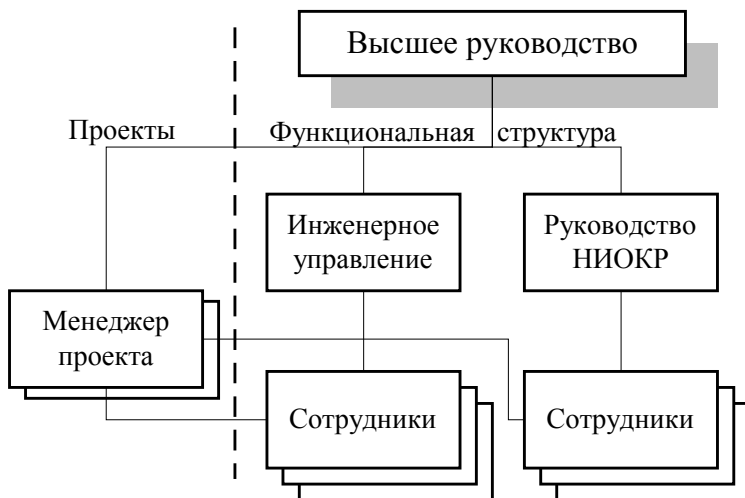 Высшее руководство
Проекты
Функциональная структура
Инженерное
управление
Руководство
НИОКР
Менеджер
проекта
Сотрудники
Сотрудники